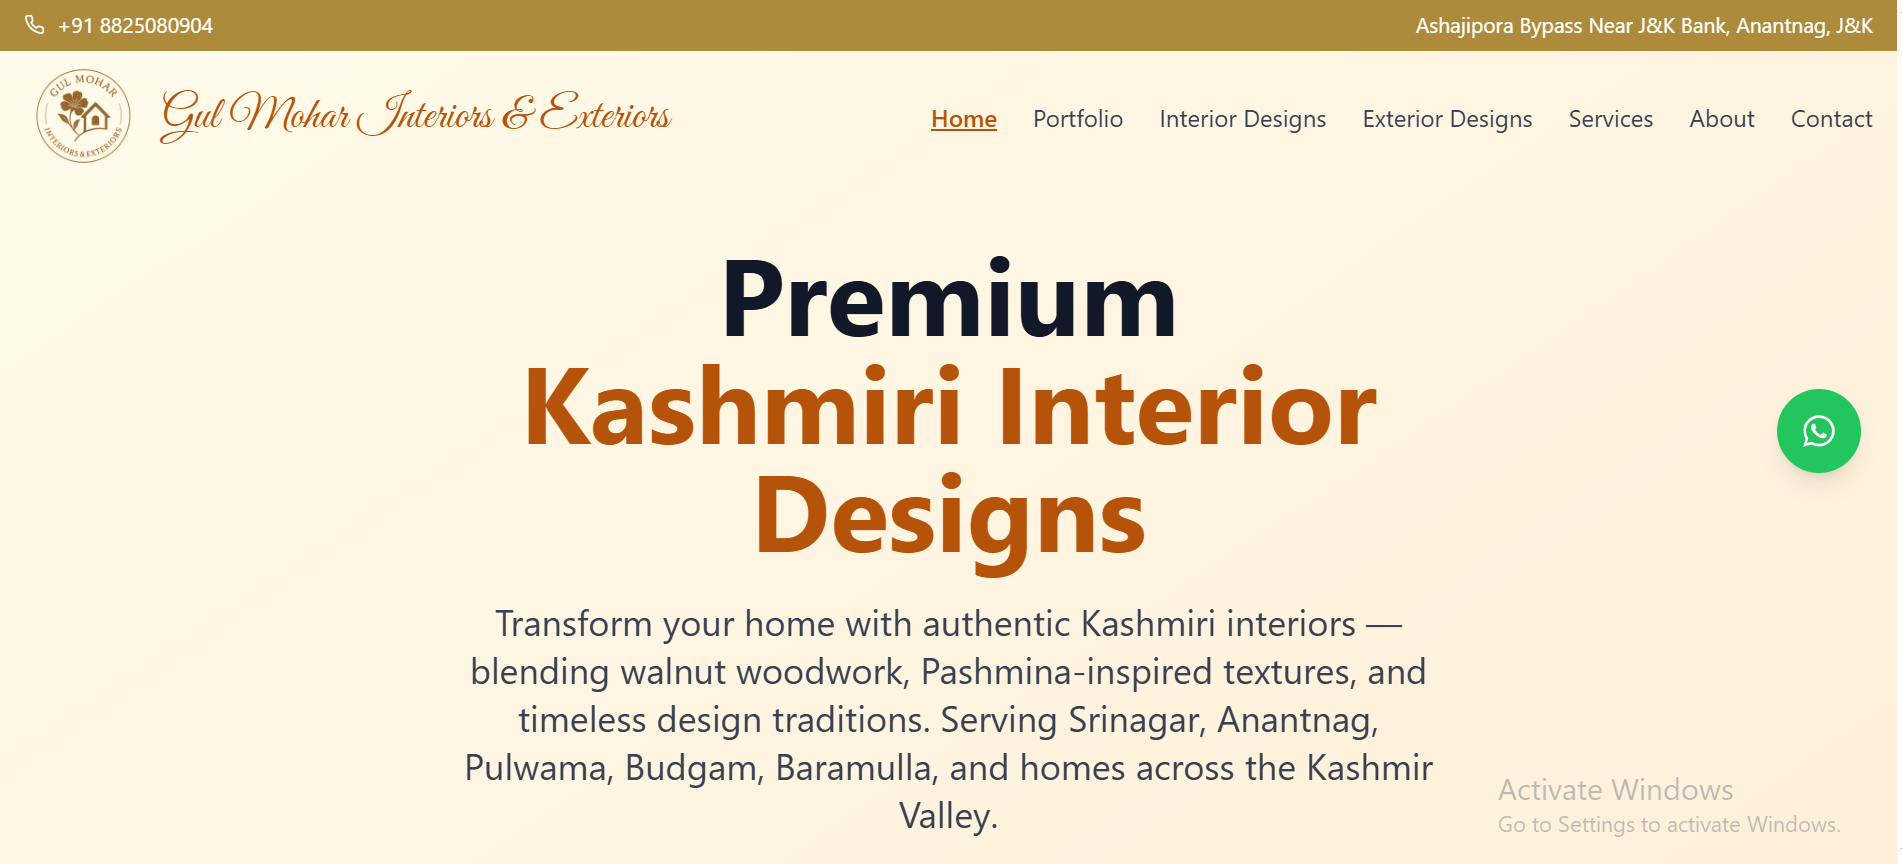 +91 8825080904
Ashajipora Bypass Near J&K Bank, Anantnag, J&K
GUL MOHAR
INTERIORS & EXTERIORS
Gul Mohar Interiors & Exteriors
Home Portfolio Interior Designs Exterior Designs Services About Contact
Premium
Kashmiri Interior
Designs
Transform your home with authentic Kashmiri interiors —
blending walnut woodwork, Pashmina-inspired textures, and
timeless design traditions. Serving Srinagar, Anantnag,
Pulwama, Budgam, Baramulla, and homes across the Kashmir
Valley.
Activate Windows
Go to Settings to activate Windows.